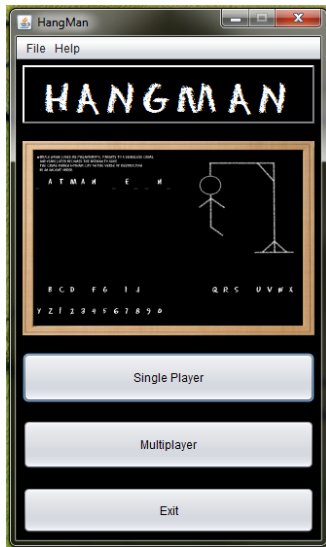 HangMan
File Help
HANGMAN
_ A T M A N _ E _ _ N _
B C D F G I J Q R S U V W X
Y Z 1 2 3 4 5 6 7 8 9 0
Single Player
Multiplayer
Exit